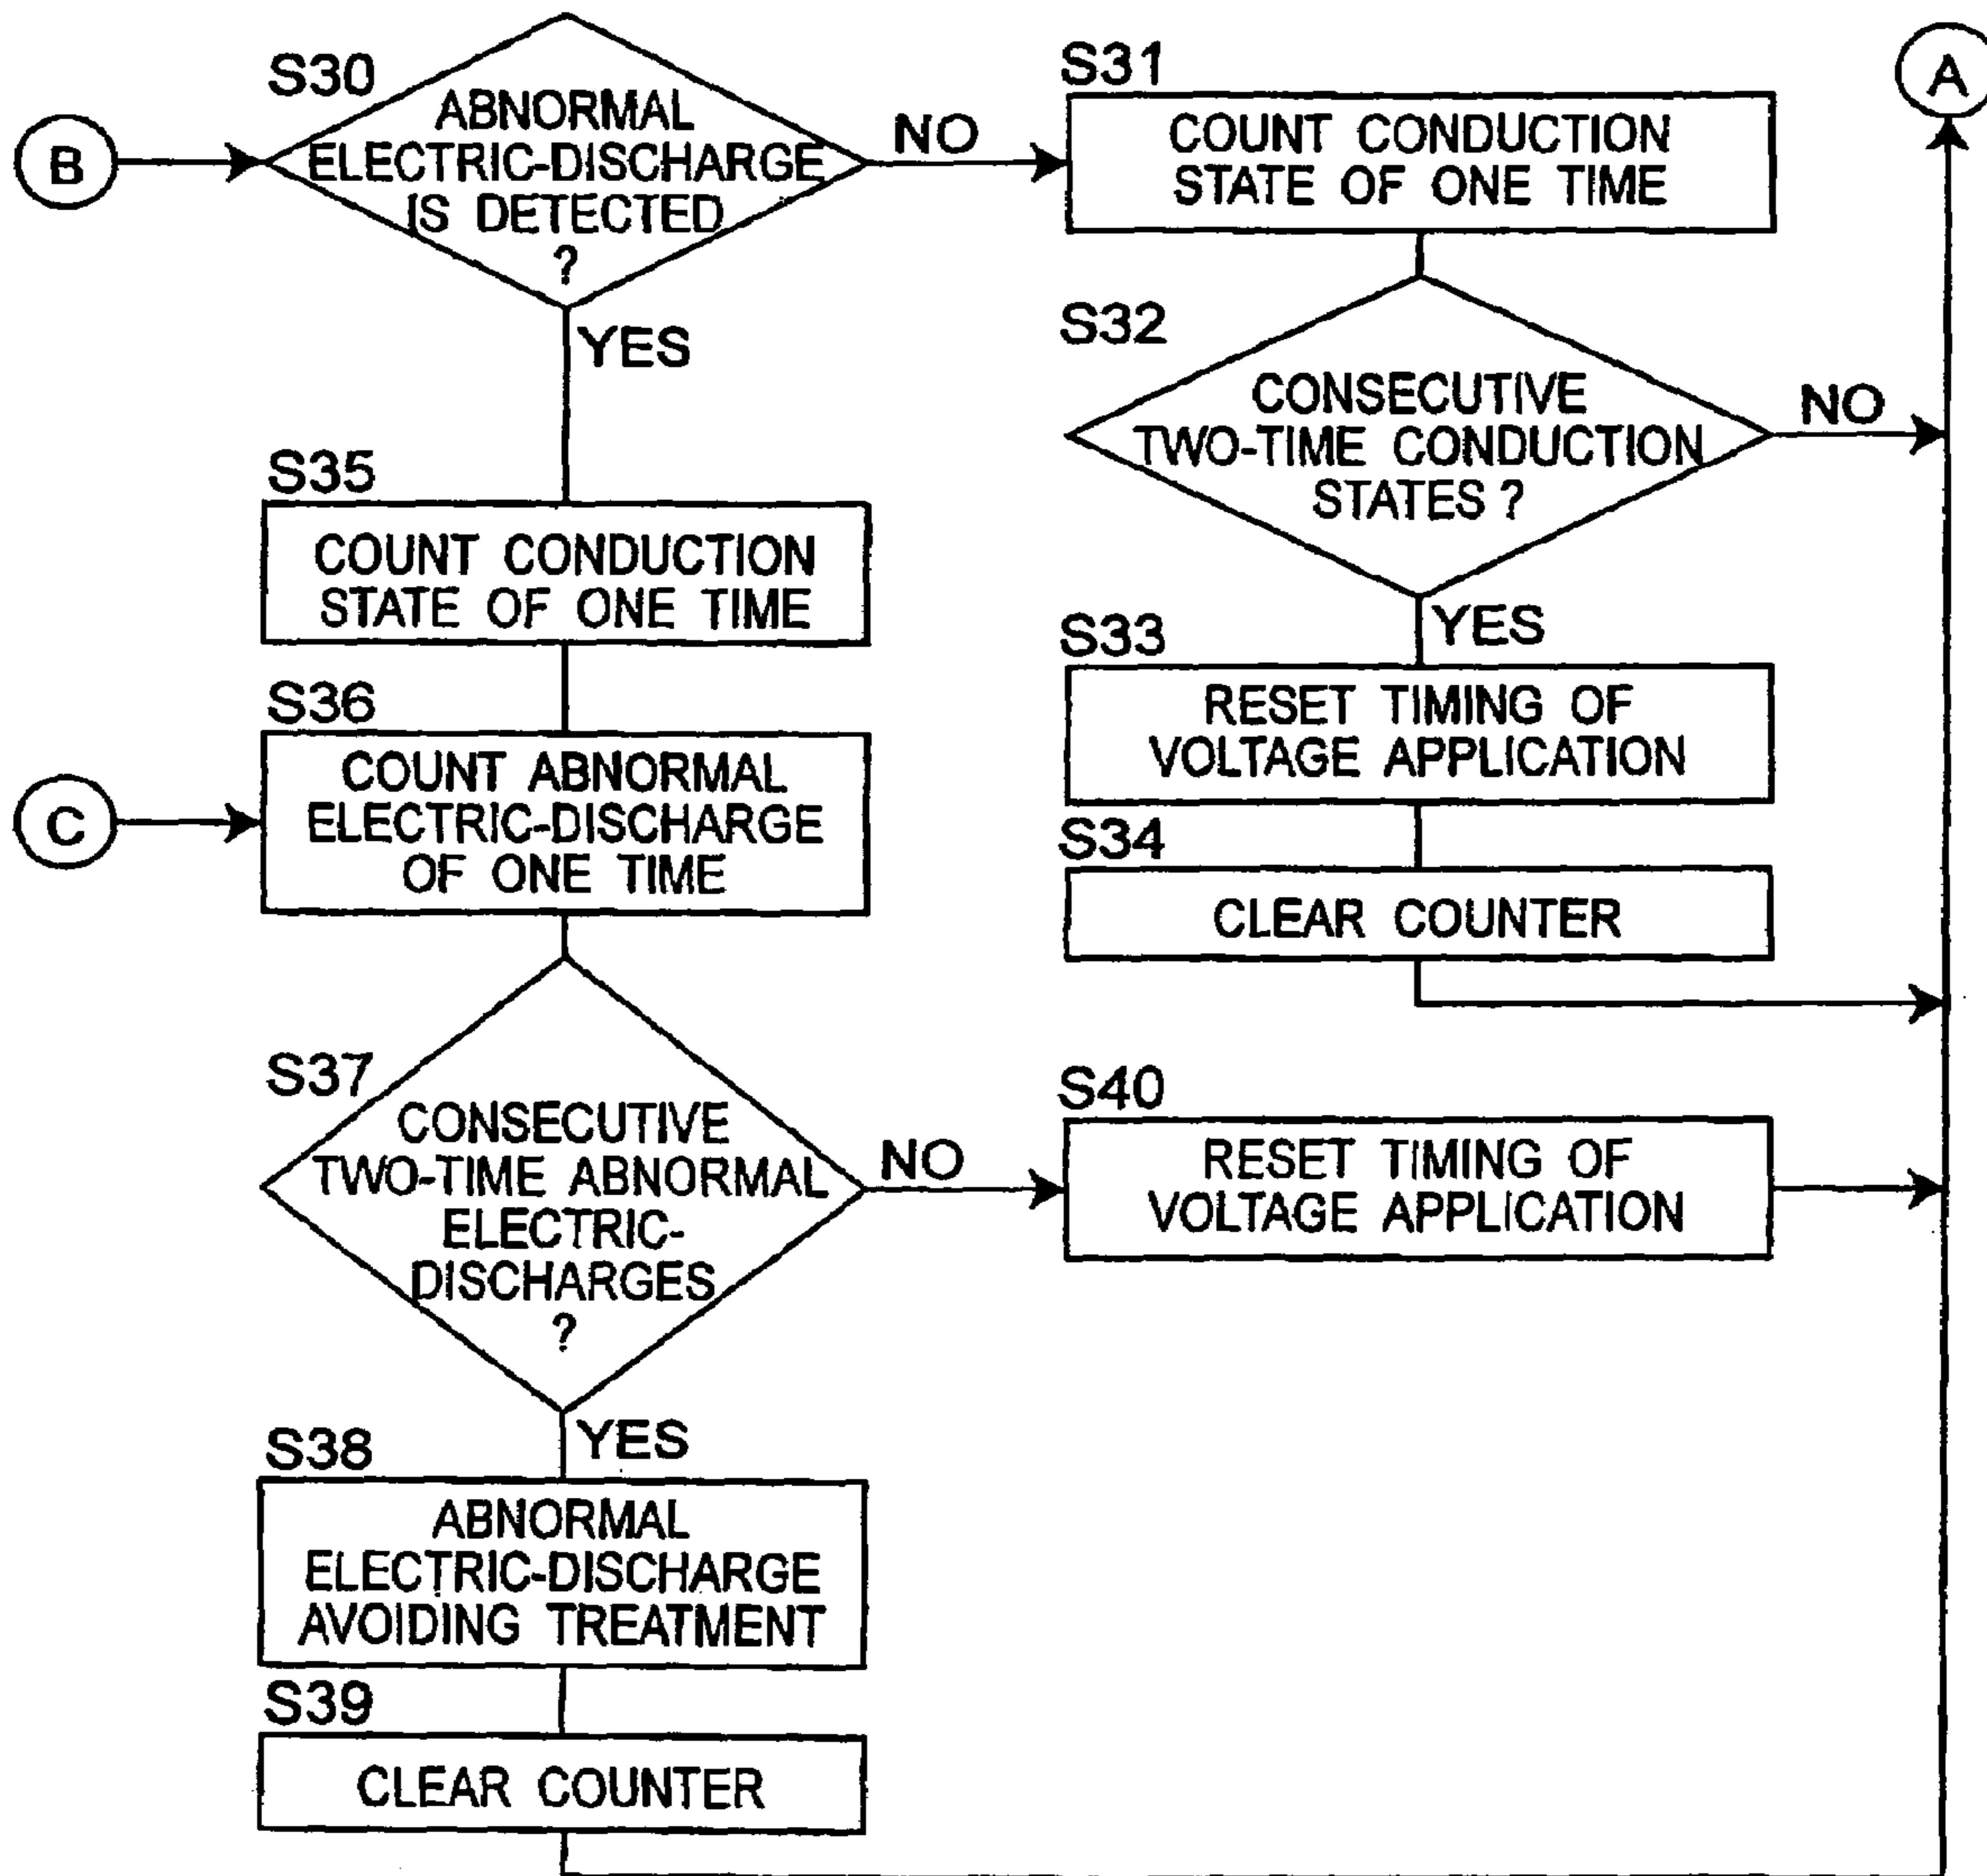 B
S30
ABNORMAL
ELECTRIC-DISCHARGE
IS DETECTED
?
NO
YES
S31
COUNT CONDUCTION
STATE OF ONE TIME
A
S32
CONSECUTIVE
TWO-TIME CONDUCTION
STATES ?
NO
YES
S33
RESET TIMING OF
VOLTAGE APPLICATION
S34
CLEAR COUNTER
S35
COUNT CONDUCTION
STATE OF ONE TIME
C
S36
COUNT ABNORMAL
ELECTRIC-DISCHARGE
OF ONE TIME
S37
CONSECUTIVE
TWO-TIME ABNORMAL
ELECTRIC-
DISCHARGES
?
NO
YES
S40
RESET TIMING OF
VOLTAGE APPLICATION
S38
ABNORMAL
ELECTRIC-DISCHARGE
AVOIDING TREATMENT
S39
CLEAR COUNTER